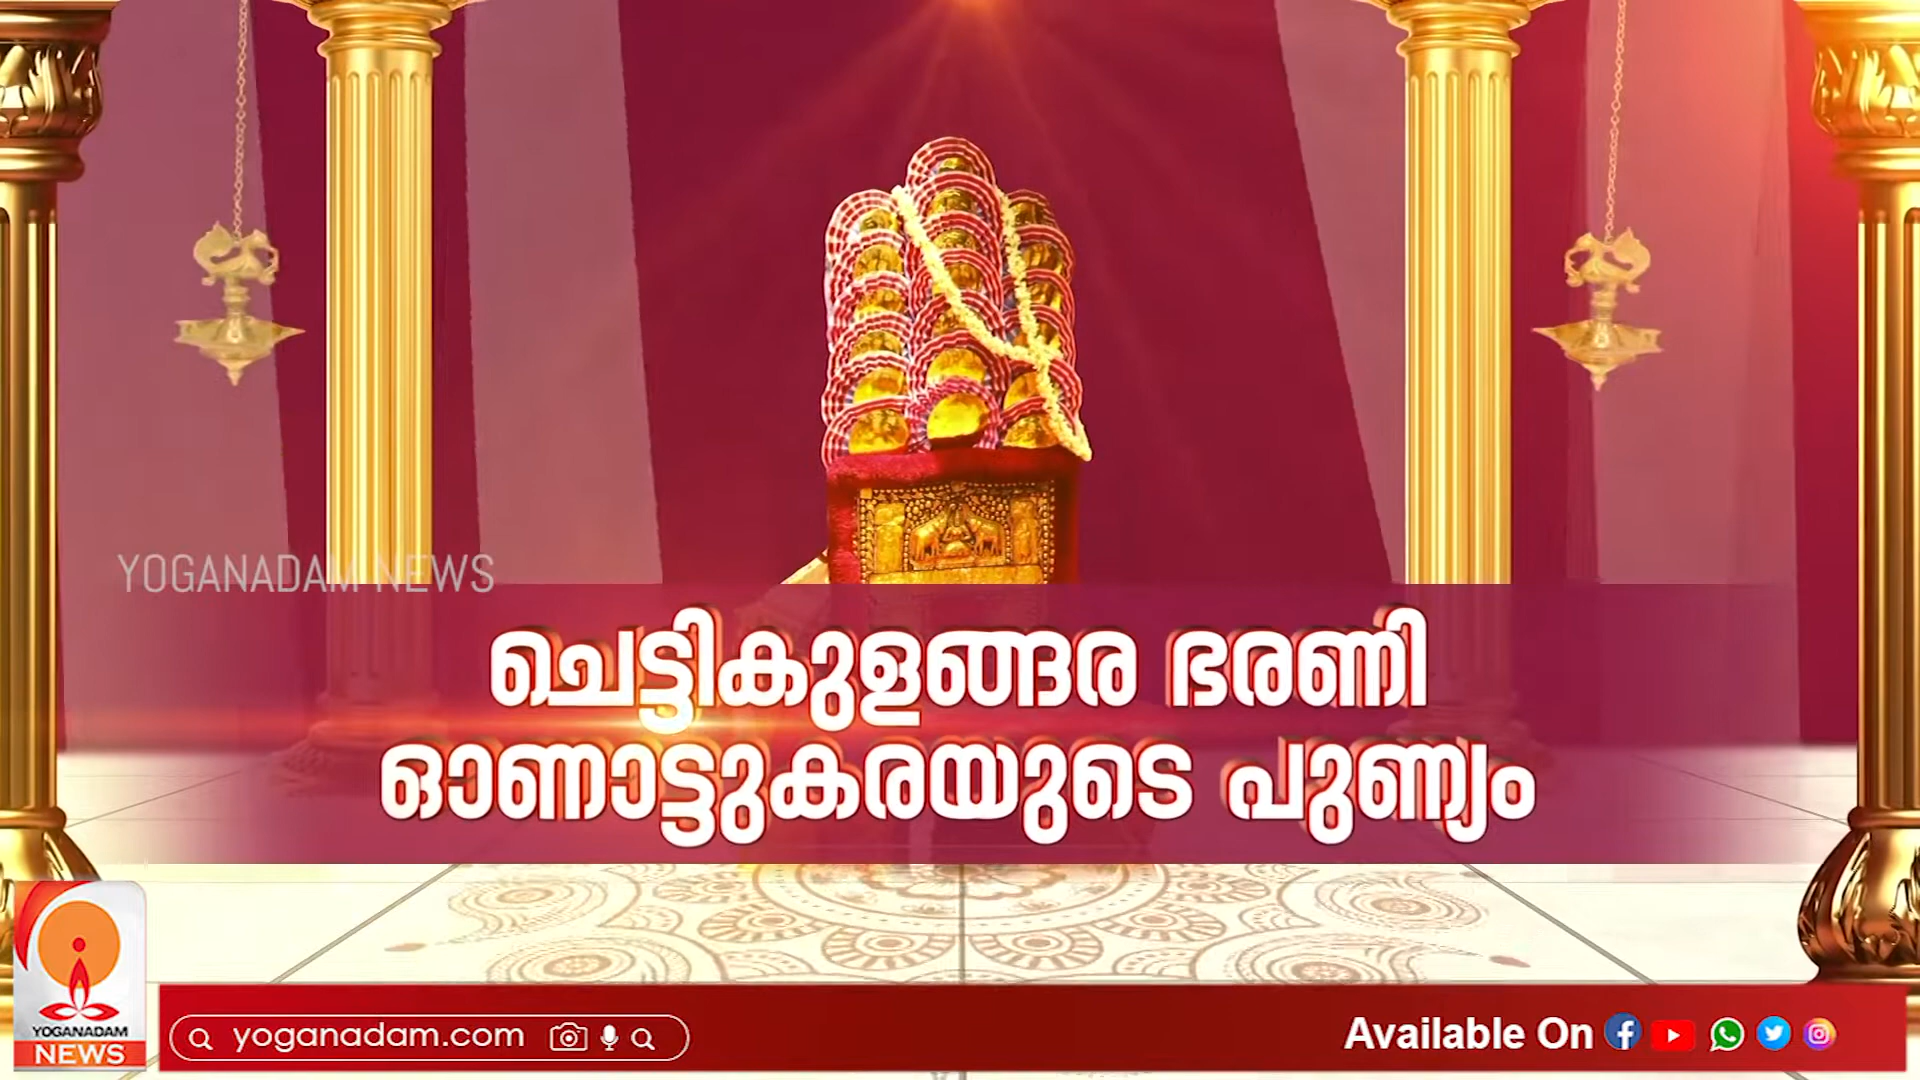 YOGANADAM NEWS
ചെട്ടികുളങ്ങര ഭരണി
ഓണാട്ടുകരയുടെ പുണ്യം
YOGANADAM
NEWS
yoganadam.com
Available On